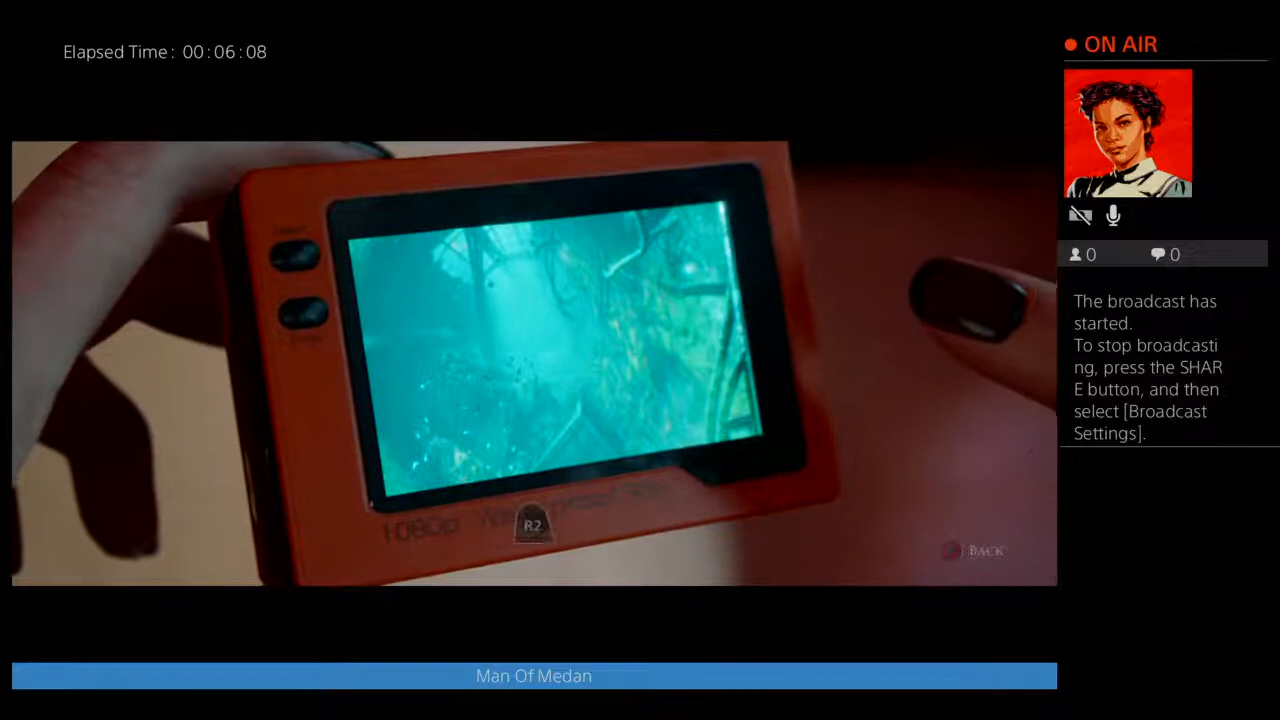 Elapsed Time: 00:06:08
ON AIR
0
0
The broadcast has
started.
To stop broadcasti
ng, press the SHAR
E button, and then
select [Broadcast
Settings].
1080p
R2
BACK
Man Of Medan